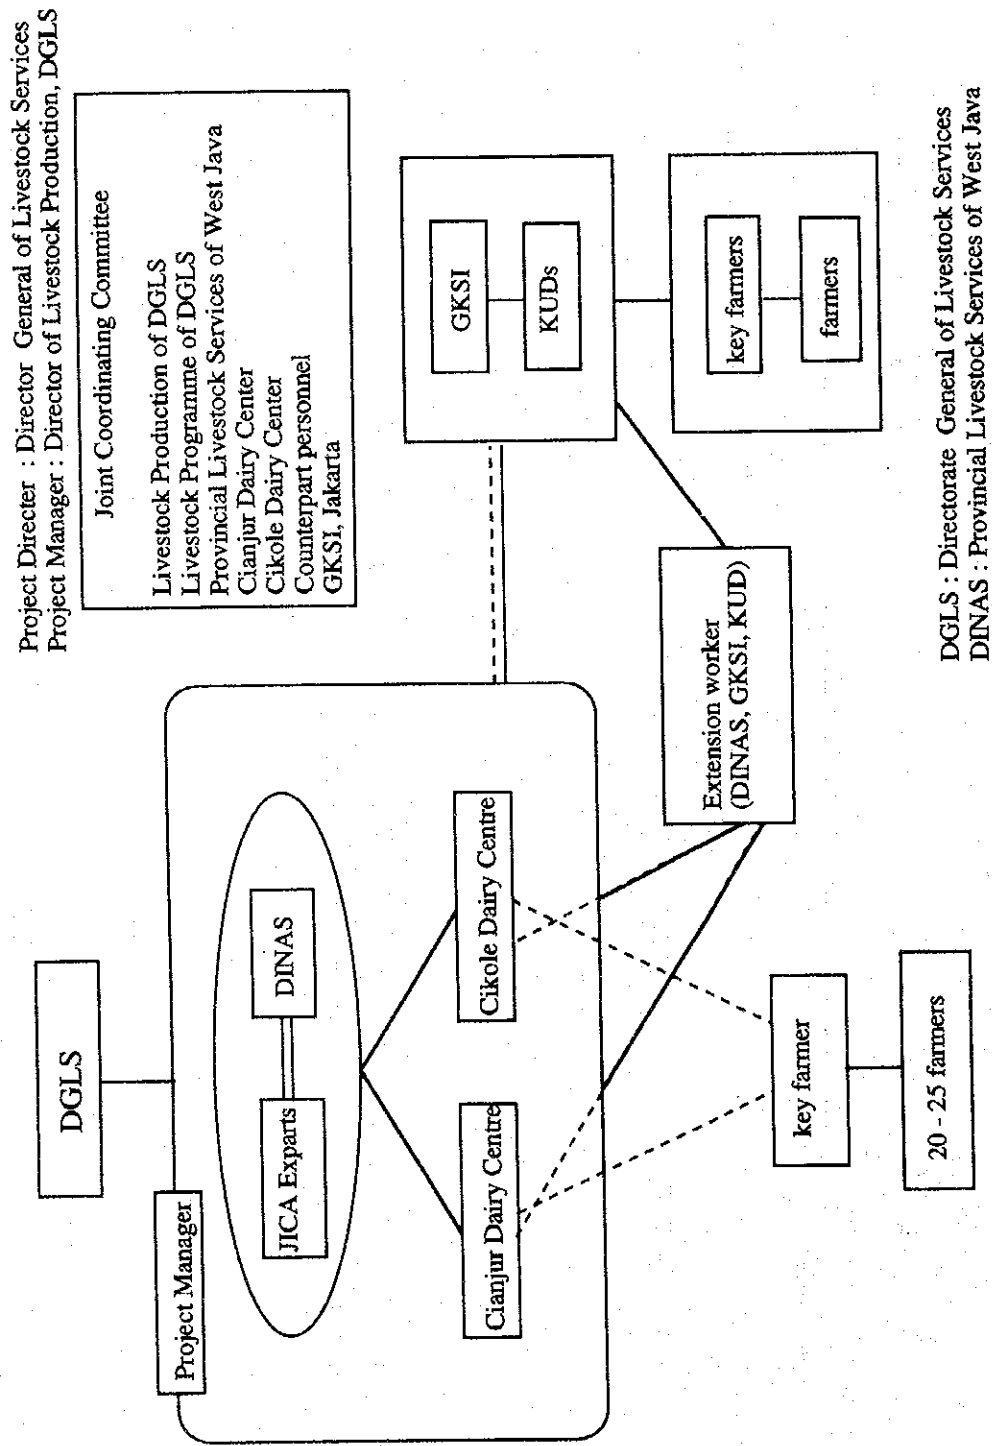 Project Directer : Director General of Livestock Services
Project Manager : Director of Livestock Production, DGLS
Joint Coordinating Committee
Livestock Production of DGLS
Livestock Programme of DGLS
Provincial Livestock Services of West Java
Cianjur Dairy Center
Cikole Dairy Center
Counterpart personnel
GKSI, Jakarta
DGLS
Project Manager
JICA Exparts
DINAS
Cianjur Dairy Centre
Cikole Dairy Centre
GKSI
KUDs
key farmers
farmers
Extension worker
(DINAS, GKSI, KUD)
key farmer
20 - 25 farmers
DGLS : Directorate General of Livestock Services
DINAS : Provincial Livestock Services of West Java